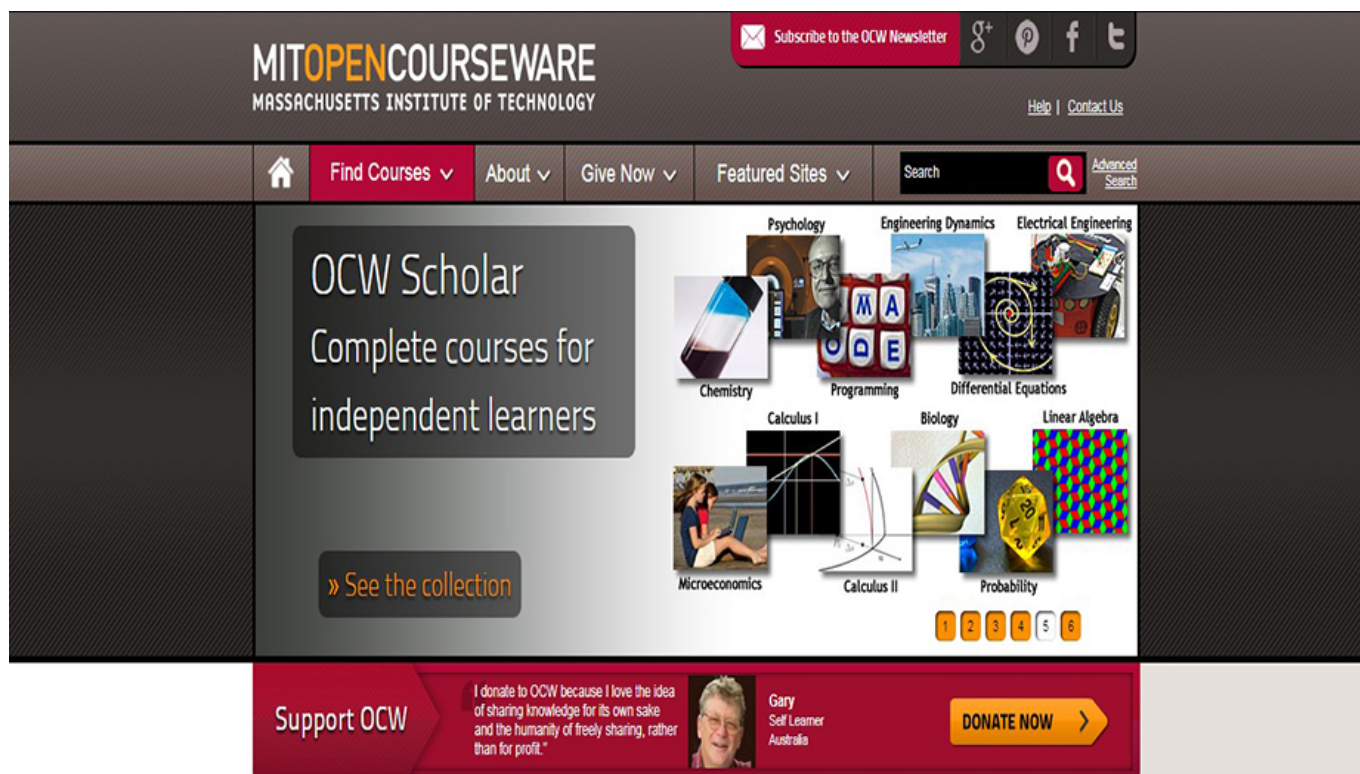 Subscribe to the OCW Newsletter
MITOPENCOURSEWARE
MASSACHUSETTS INSTITUTE OF TECHNOLOGY
Help | Contact Us
Find Courses
About
Give Now
Featured Sites
Search
Advanced
Search
OCW Scholar
Complete courses for
independent learners
» See the collection
Psychology
Engineering Dynamics
Electrical Engineering
W A
O D E
Chemistry
Programming
Differential Equations
Calculus I
Biology
Linear Algebra
20
Microeconomics
Calculus II
Probability
1 2 3 4 5 6
Support OCW
"I donate to OCW because I love the idea
of sharing knowledge for its own sake
and the humanity of freely sharing, rather
than for profit."
Gary
Self Learner
Australia
DONATE NOW